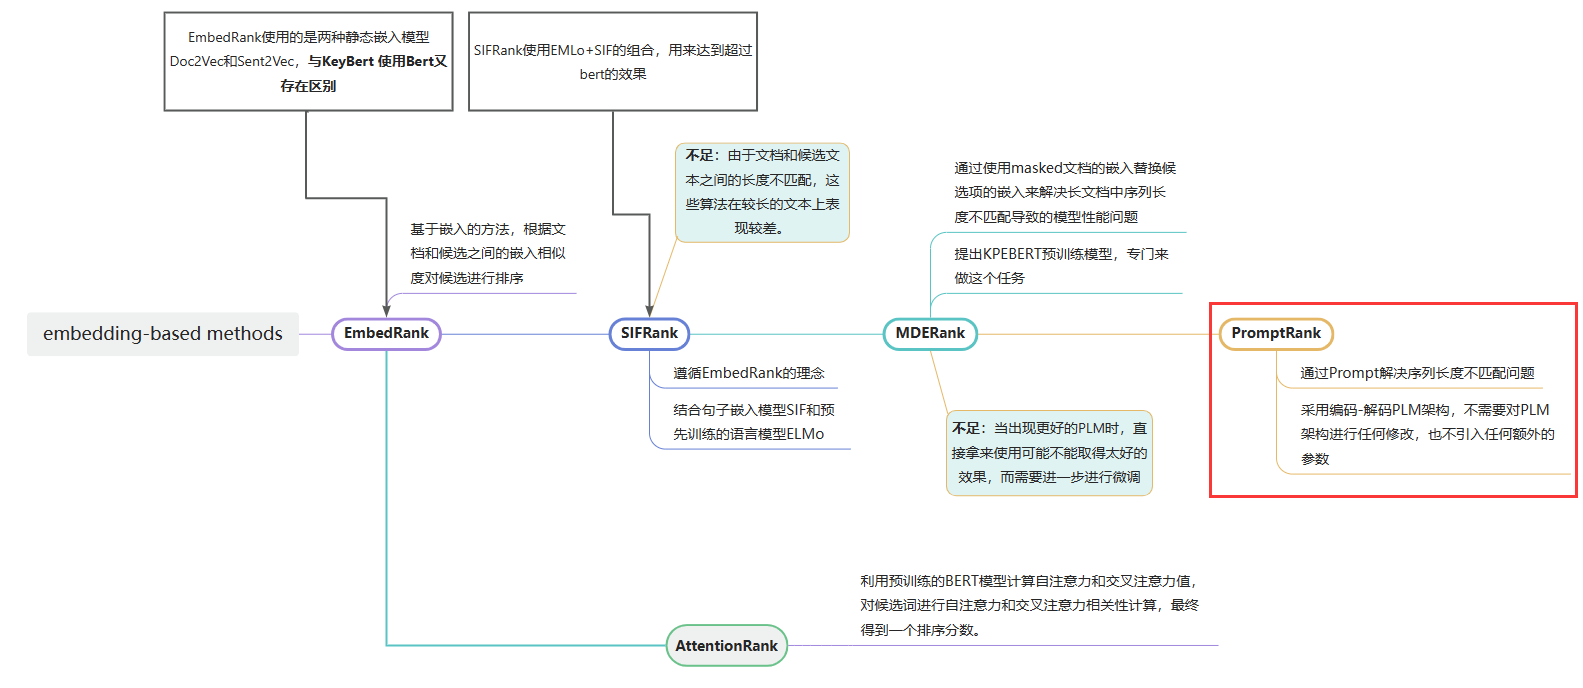 EmbedRank使用的是两种静态嵌入模型
Doc2Vec和Sent2Vec，与KeyBert 使用Bert又
存在区别
SIFRank使用EMLo+SIF的组合，用来达到超过
bert的效果
不足：由于文档和候选文
本之间的长度不匹配，这
些算法在较长的文本上表
现较差。
通过使用masked文档的嵌入替换候
选项的嵌入来解决长文档中序列长
度不匹配导致的模型性能问题
基于嵌入的方法，根据文
档和候选之间的嵌入相似
度对候选进行排序
提出KPEBERT预训练模型，专门来
做这个任务
embedding-based methods
EmbedRank
SIFRank
MDERank
PromptRank
遵循EmbedRank的理念
结合句子嵌入模型SIF和预
先训练的语言模型ELMo
不足：当出现更好的PLM时，直
接拿来使用可能不能取得太好的
效果，而需要进一步进行微调
通过Prompt解决序列长度不匹配问题
采用编码-解码PLM架构，不需要对PLM
架构进行任何修改，也不引入任何额外的
参数
利用预训练的BERT模型计算自注意力和交叉注意力值，
对候选词进行自注意力和交叉注意力相关性计算，最终
得到一个排序分数。
AttentionRank